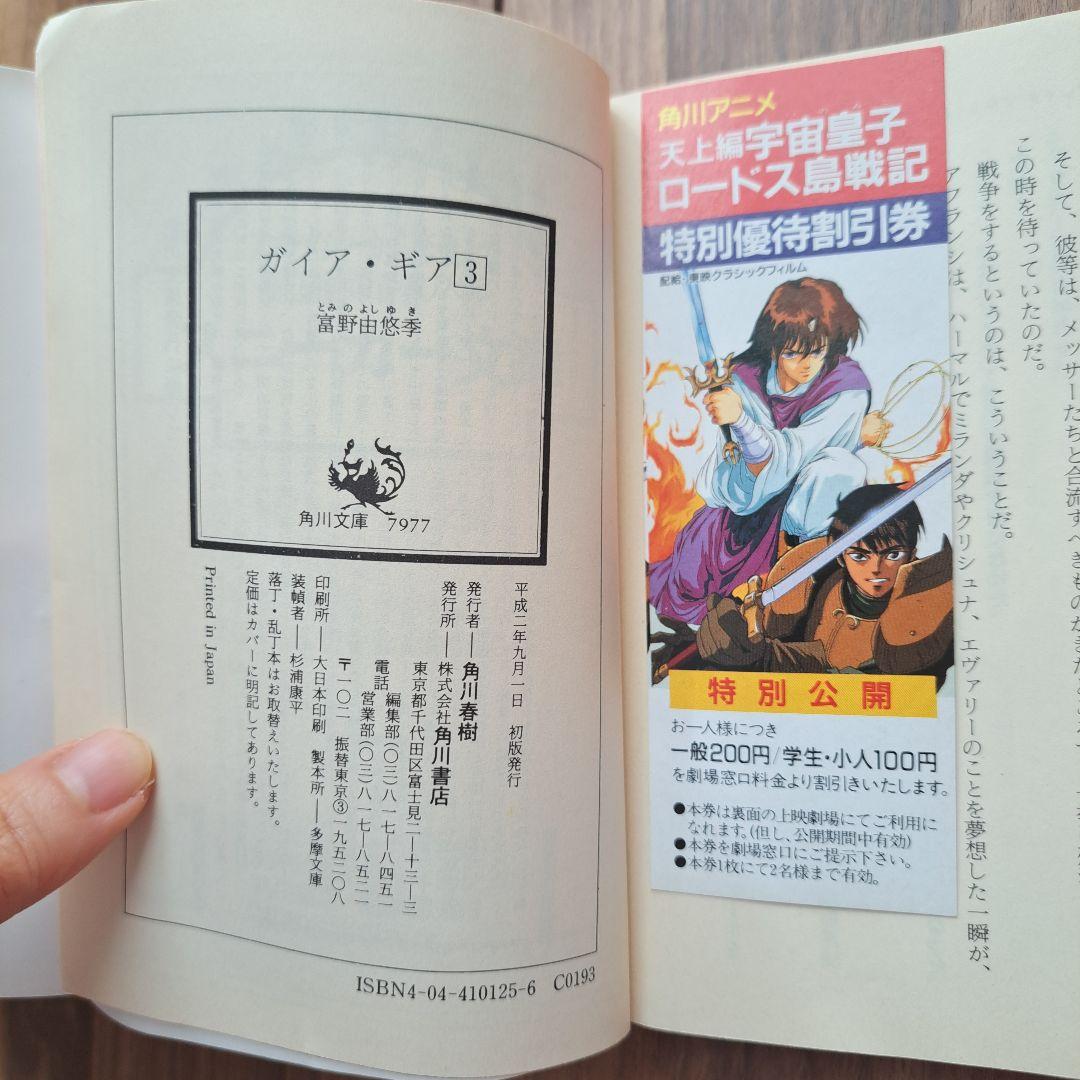 ガイア・ギア3
とみ の よし ゆ き
富野由悠季
角川文庫 7977
平成二年九月一日 初版発行
発行者―角川春樹
発行所―株式会社角川書店
東京都千代田区富士見二―十三―三
電話 編集部(〇三)八一七―八四五一
営業部(〇三)八一七―八五二一
〒一〇二 振替東京③一九五二〇八
印刷所―大日本印刷 製本所―多摩文庫
装幀者―杉浦康平
落丁・乱丁本はお取替えいたします。
定価はカバーに明記してあります。
Printed in Japan
ISBN4-04-410125-6 C0193
角川アニメ
天上編宇宙皇子
ロードス島戦記
特別優待割引券
配給・東映クラシックフィルム
特別公開
お一人様につき
一般200円/学生・小人100円
を劇場窓口料金より割引きいたします。
●本券は裏面の上映劇場にてご利用に
なれます。(但し、公開期間中有効)
●本券を劇場窓口にご提示下さい。
●本券1枚にて2名様まで有効。
そして、彼等は、メッサーたちと合流すべきものがまだ
この時を待っていたのだ。
戦争をするというのは、こういうことだ。
アフランシは、ハーマルでミランダやクリシュナ、エヴァリーのことを夢想した一瞬が、